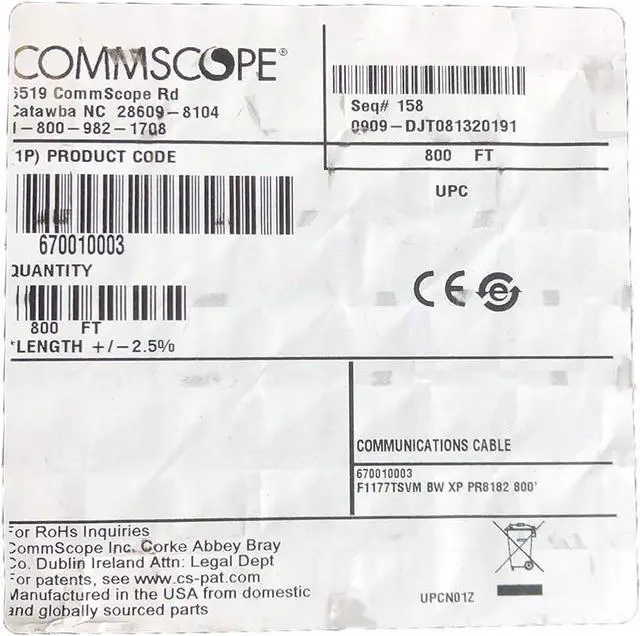 COMMSCOPE®
6519 CommScope Rd
Catawba NC 28609-8104
1-800-982-1708
Seq# 158
0909-DJT081320191
1P) PRODUCT CODE
800 FT
UPC
670010003
QUANTITY
800 FT
*LENGTH +/-2.5%
CE
COMMUNICATIONS CABLE
670010003
F1177TSVM BW XP PR8182 800'
For RoHs Inquiries
CommScope Inc. Corke Abbey Bray
Co. Dublin Ireland Attn: Legal Dept
For patents, see www.cs-pat.com
Manufactured in the USA from domestic
and globally sourced parts
UPCN01Z